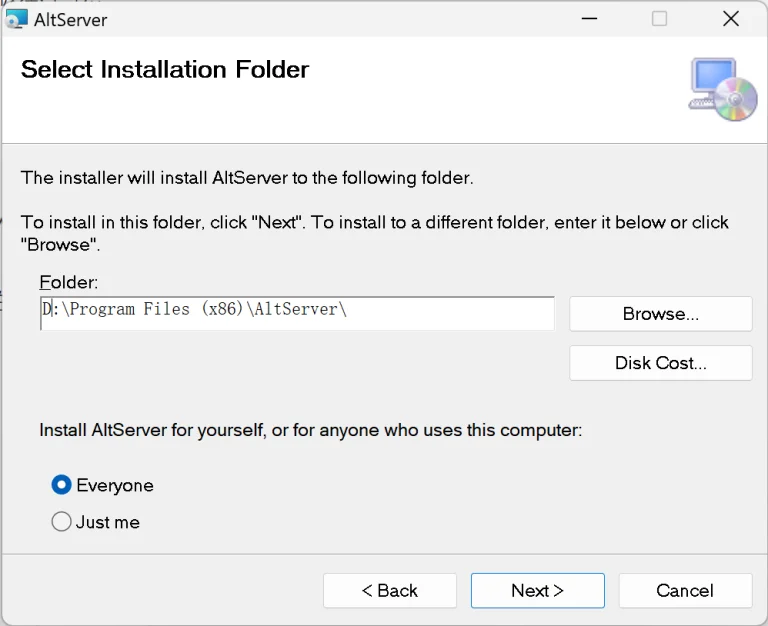 AltServer
Select Installation Folder
The installer will install AltServer to the following folder.
To install in this folder, click "Next". To install to a different folder, enter it below or click
"Browse".
Folder:
D:\Program Files (x86)\AltServer\
Browse...
Disk Cost...
Install AltServer for yourself, or for anyone who uses this computer:
Everyone
Just me
< Back
Next >
Cancel